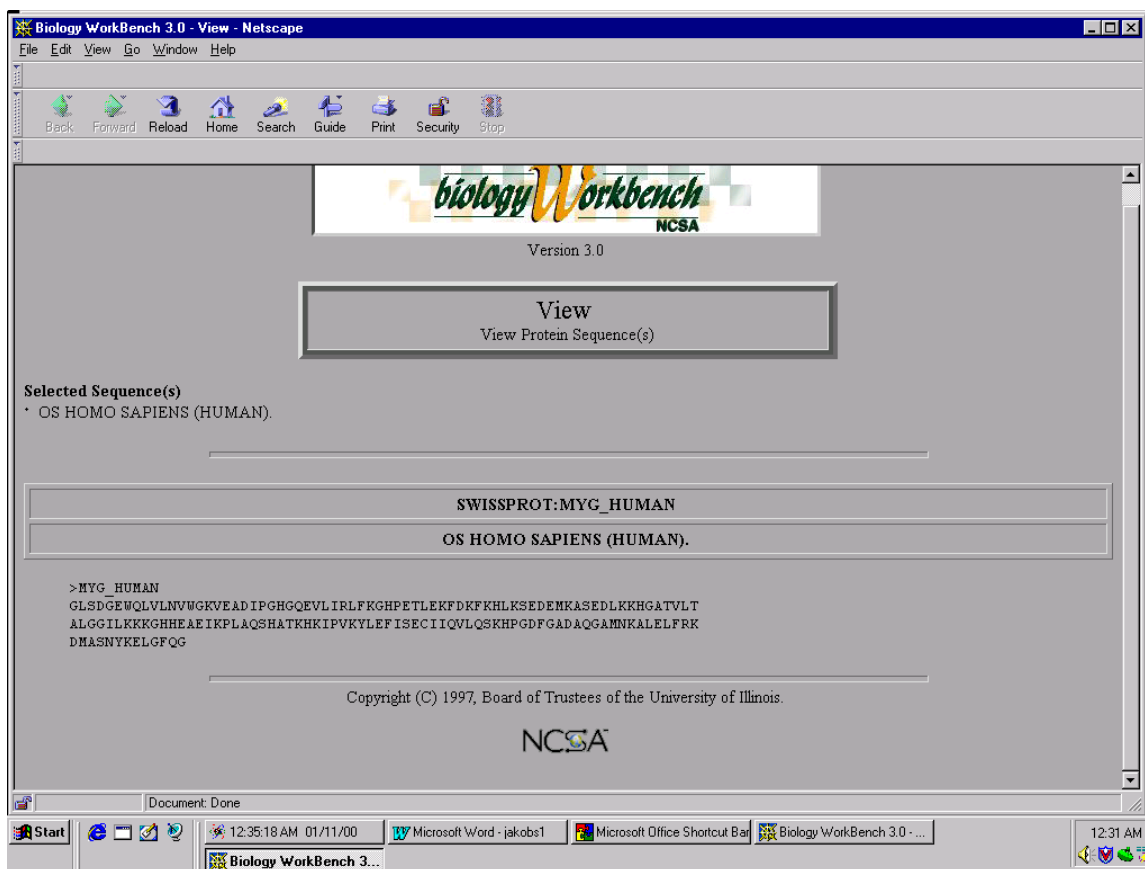 Biology WorkBench 3.0 - View - Netscape
File Edit View Go Window Help
Back Forward Reload Home Search Guide Print Security Stop
biology Workbench
NCSA
Version 3.0
View
View Protein Sequence(s)
Selected Sequence(s)
· OS HOMO SAPIENS (HUMAN).
SWISSPROT:MYG_HUMAN
OS HOMO SAPIENS (HUMAN).
>MYG_HUMAN
GLSDGEWQLVLNVWGKVEADIPGHGQEVLIRLFKGHPETLEKFDKFKHLKSEDEMKASEDLKKHGATVLT
ALGGILKKKGHHEAEIKPLAQSHATKHKIPVKYLEFISECIIQVLQSKHPGDFGADAQGAMNKALELFRK
DMASNYKELGFQG
Copyright (C) 1997, Board of Trustees of the University of Illinois.
NCSA
Document: Done
Start 12:35:18 AM 01/11/00 Microsoft Word - jakobs1 Microsoft Office Shortcut Bar Biology WorkBench 3.0 - ... 12:31 AM
Biology WorkBench 3...